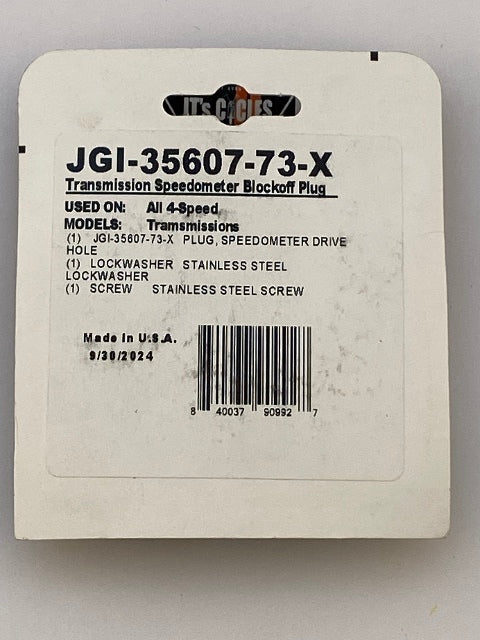 IT's CYCLES
JGI-35607-73-X
Transmission Speedometer Blockoff Plug
USED ON: All 4-Speed
MODELS: Tramsmissions
(1) JGI-35607-73-X PLUG, SPEEDOMETER DRIVE
HOLE
(1) LOCKWASHER STAINLESS STEEL
LOCKWASHER
(1) SCREW STAINLESS STEEL SCREW
Made in U.S.A.
9/30/2024
8 40037 90992 7